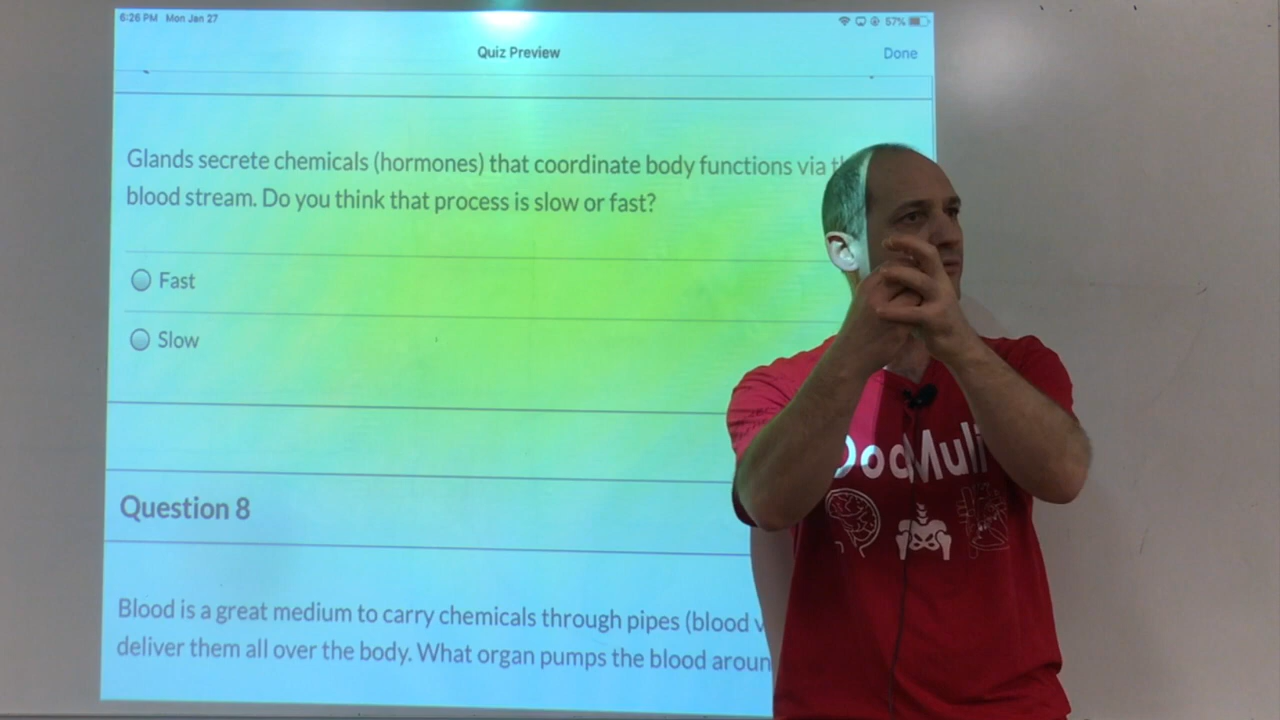 6:26 PM Mon Jan 27
57%
Quiz Preview
Done
Glands secrete chemicals (hormones) that coordinate body functions via
blood stream. Do you think that process is slow or fast?
Fast
Slow
Question 8
Blood is a great medium to carry chemicals through pipes (blood
deliver them all over the body. What organ pumps the blood
DocMuli